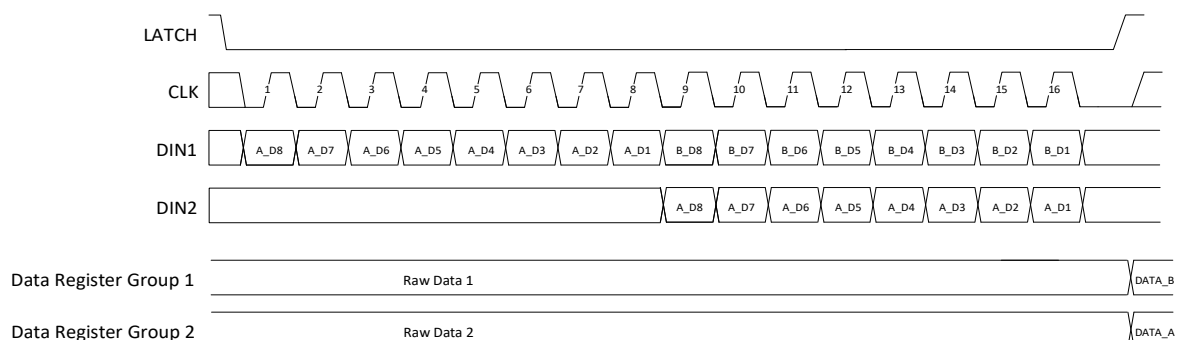 LATCH
CLK 1 2 3 4 5 6 7 8 9 10 11 12 13 14 15 16
DIN1 A_D8 A_D7 A_D6 A_D5 A_D4 A_D3 A_D2 A_D1 B_D8 B_D7 B_D6 B_D5 B_D4 B_D3 B_D2 B_D1
DIN2 A_D8 A_D7 A_D6 A_D5 A_D4 A_D3 A_D2 A_D1
Data Register Group 1 Raw Data 1 DATA_B
Data Register Group 2 Raw Data 2 DATA_A